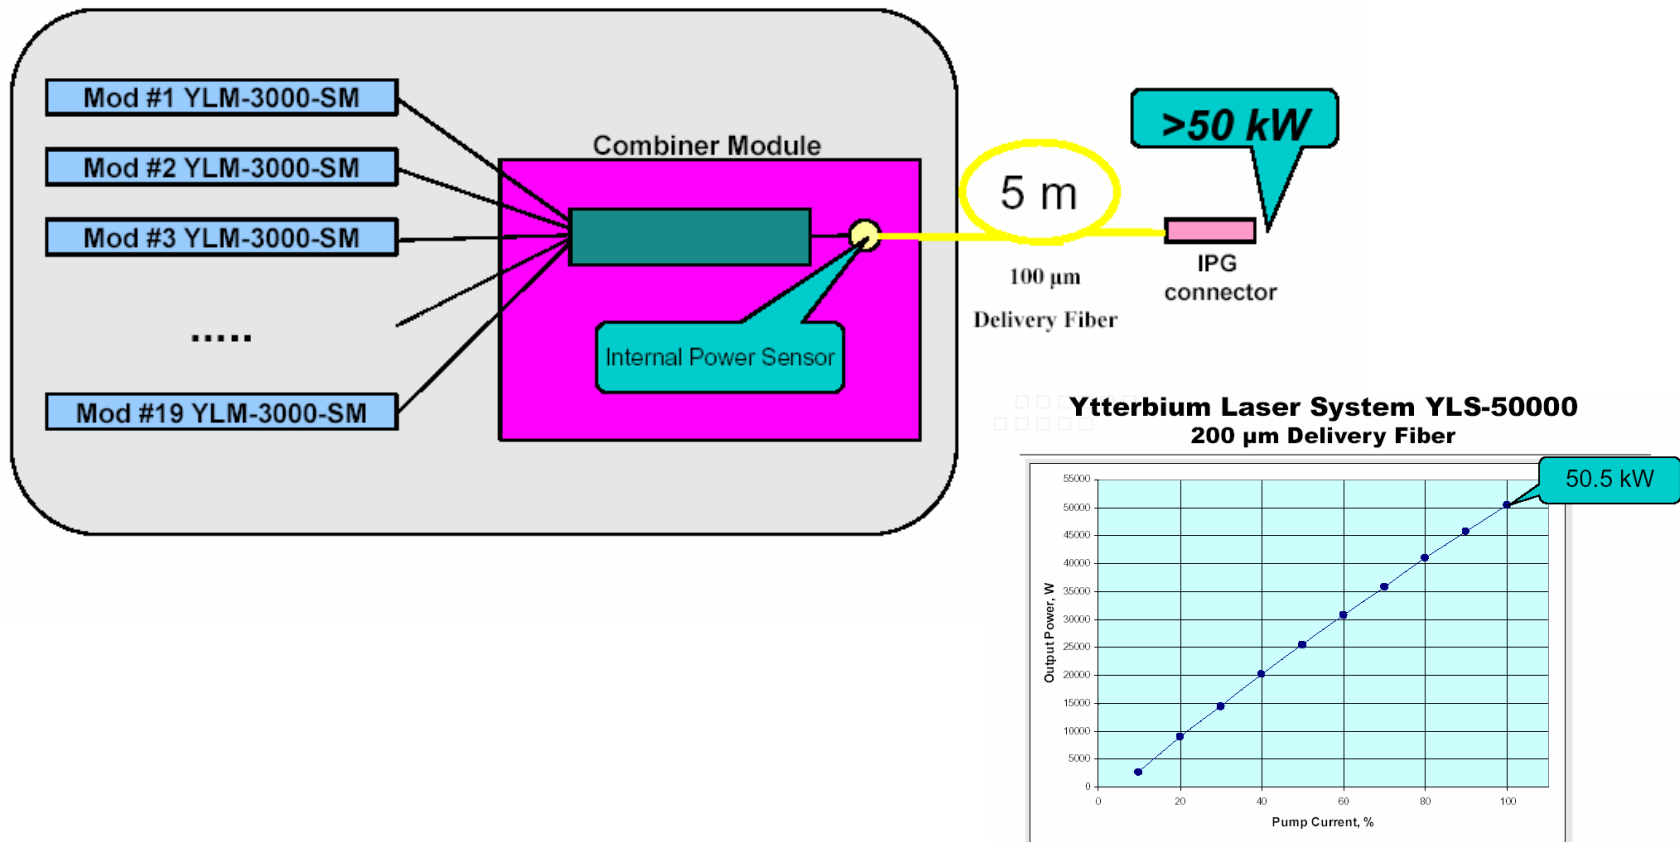 Mod #1 YLM-3000-SM
Mod #2 YLM-3000-SM
Mod #3 YLM-3000-SM
.....
Mod #19 YLM-3000-SM
Combiner Module
Internal Power Sensor
5 m
100 µm
Delivery Fiber
>50 kW
IPG
connector
Ytterbium Laser System YLS-50000
200 µm Delivery Fiber
50.5 kW
55000
50000
45000
40000
35000
30000
25000
20000
15000
10000
5000
0
Output Power, W
0 20 40 60 80 100
Pump Current, %